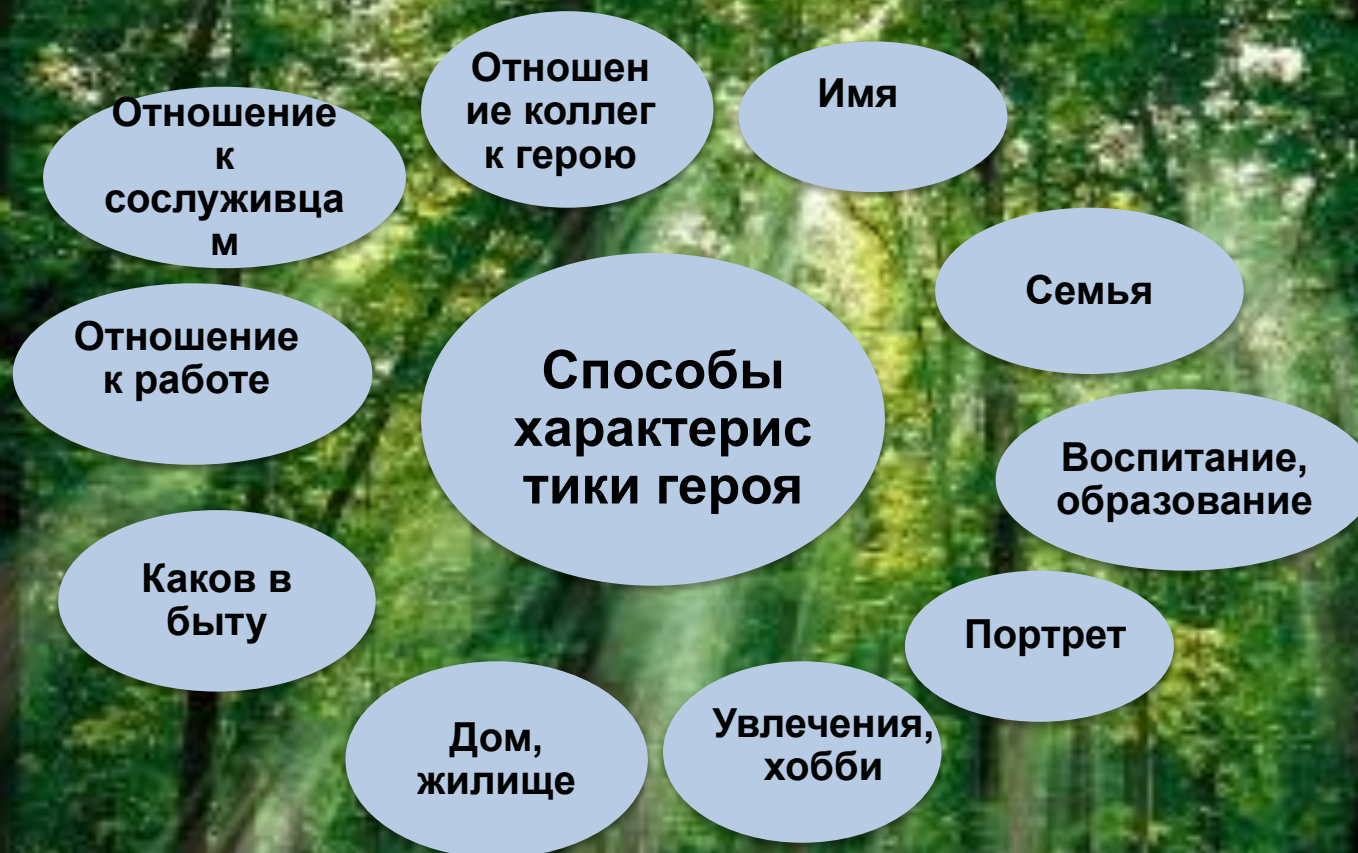 Отношен
ие коллег
к герою
Имя
Отношение
к
сослуживца
м
Семья
Отношение
к работе
Способы
характерис
тики героя
Воспитание,
образование
Каков в
быту
Портрет
Увлечения,
хобби
Дом,
жилище